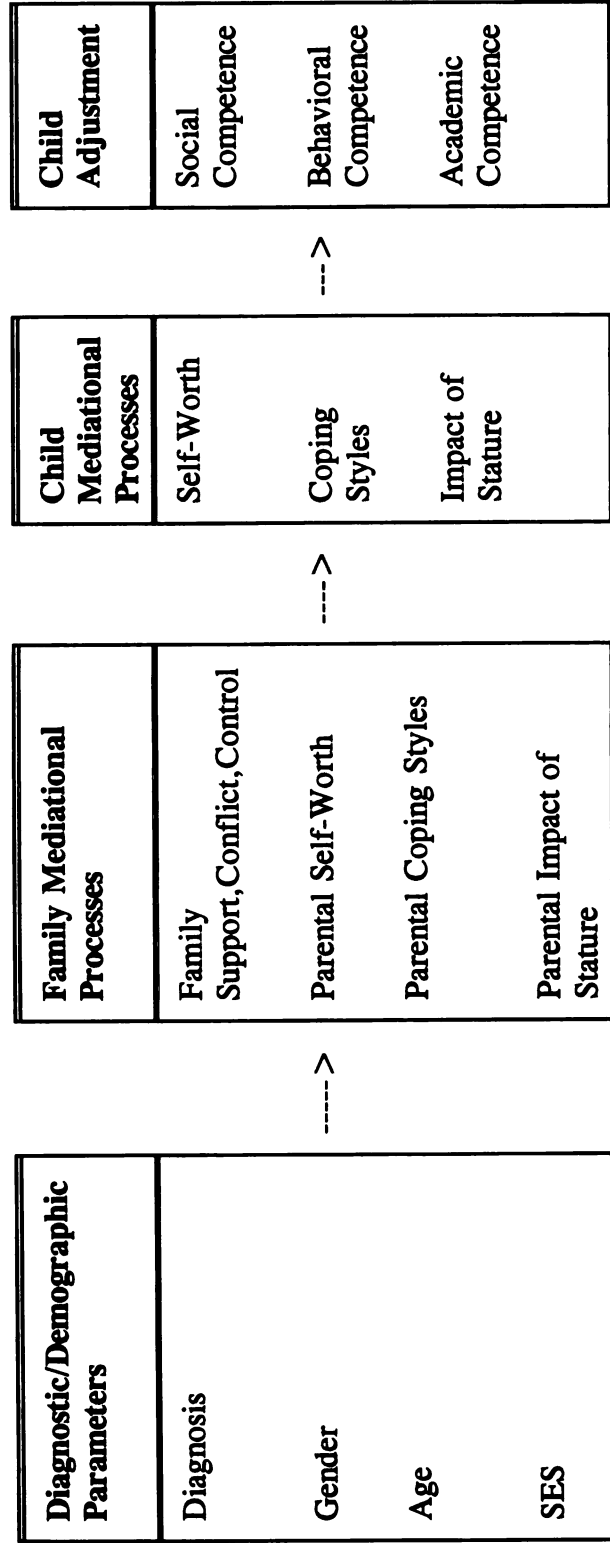 Diagnostic/Demographic
Parameters
Diagnosis
Gender
Age
SES
----->
Family Mediational
Processes
Family
Support,Conflict,Control
Parental Self-Worth
Parental Coping Styles
Parental Impact of
Stature
---->
Child
Mediational
Processes
Self-Worth
Coping
Styles
Impact of
Stature
--->
Child
Adjustment
Social
Competence
Behavioral
Competence
Academic
Competence